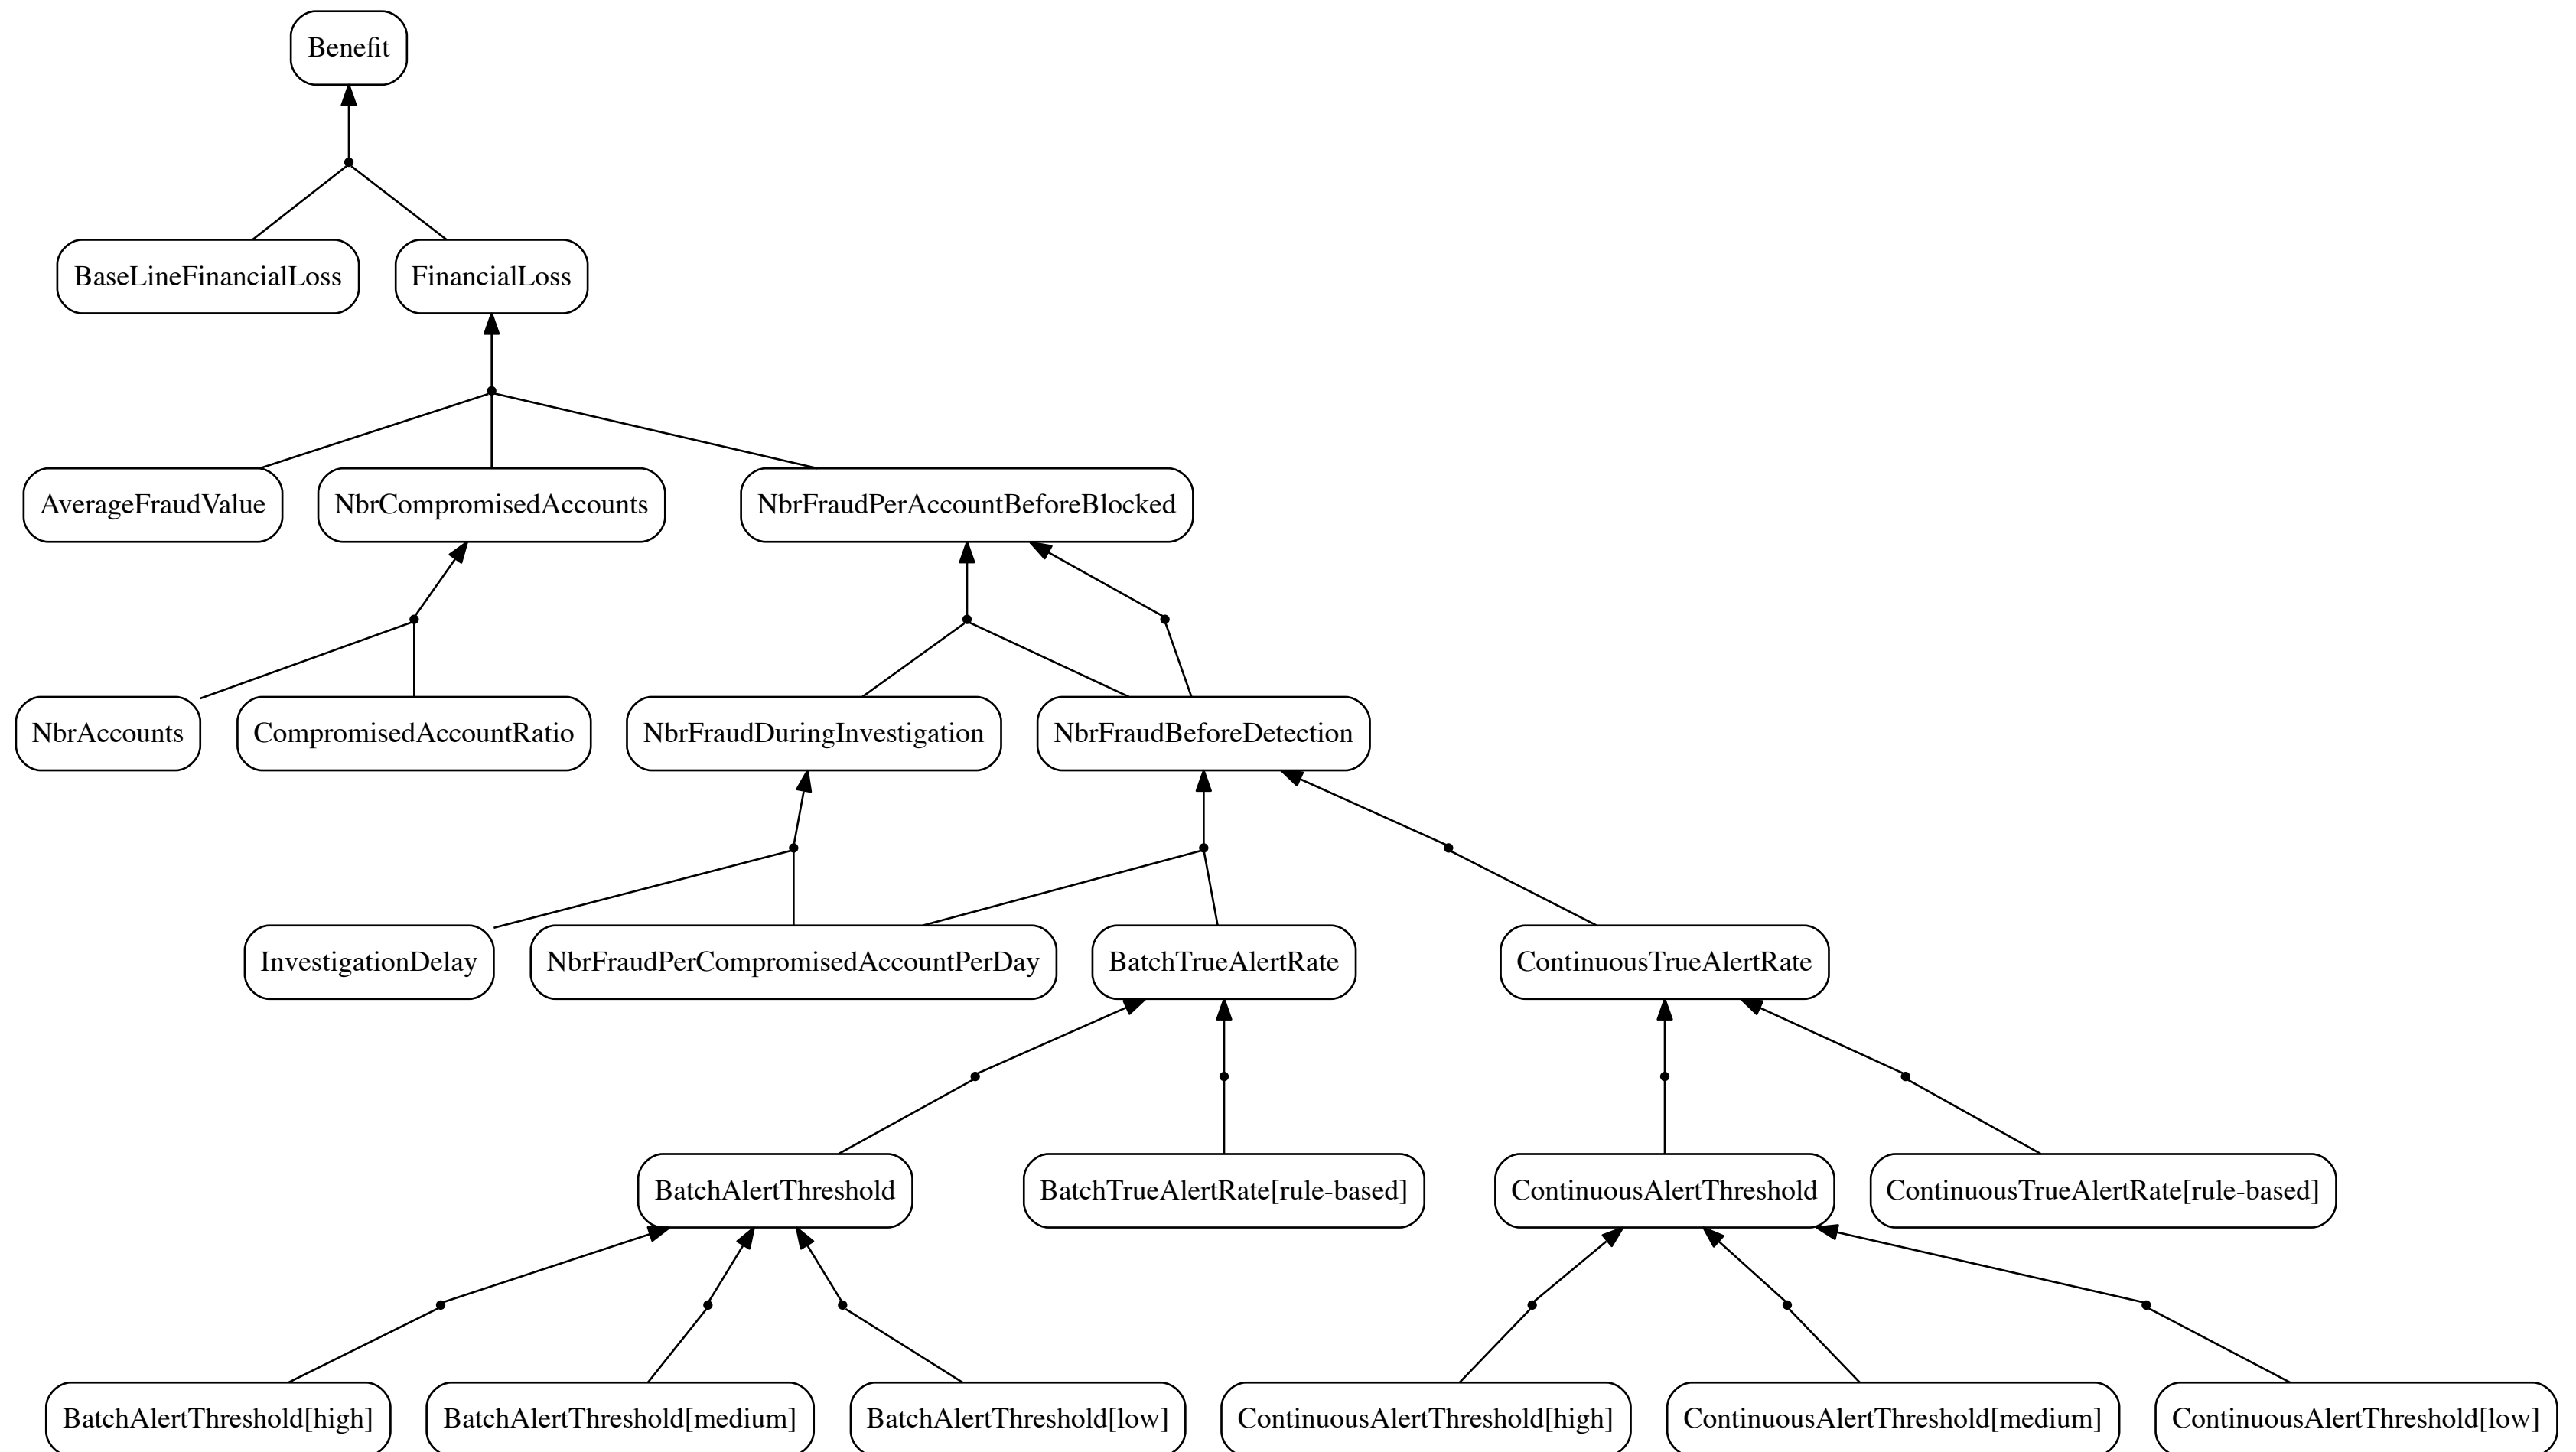 Benefit
BaseLineFinancialLoss
FinancialLoss
AverageFraudValue
NbrCompromisedAccounts
NbrFraudPerAccountBeforeBlocked
NbrAccounts
CompromisedAccountRatio
NbrFraudDuringInvestigation
NbrFraudBeforeDetection
InvestigationDelay
NbrFraudPerCompromisedAccountPerDay
BatchTrueAlertRate
ContinuousTrueAlertRate
BatchAlertThreshold
BatchTrueAlertRate[rule-based]
ContinuousAlertThreshold
ContinuousTrueAlertRate[rule-based]
BatchAlertThreshold[high]
BatchAlertThreshold[medium]
BatchAlertThreshold[low]
ContinuousAlertThreshold[high]
ContinuousAlertThreshold[medium]
ContinuousAlertThreshold[low]